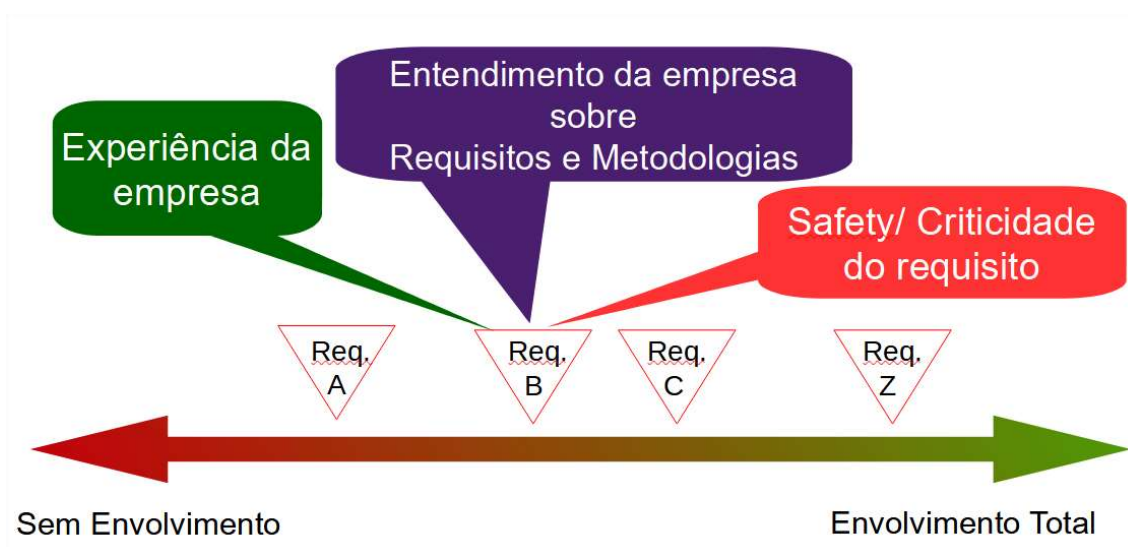 Entendimento da empresa
sobre
Requisitos e Metodologias
Experiência da
empresa
Safety/ Criticidade
do requisito
Req.
A
Req.
B
Req.
C
Req.
Z
Sem Envolvimento
Envolvimento Total